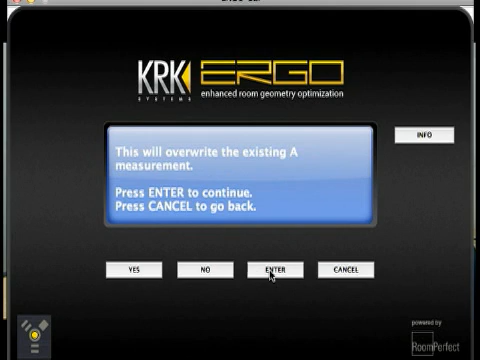 KRK ERGO
SYSTEMS
enhanced room geometry optimization
INFO
This will overwrite the existing A
measurement.
Press ENTER to continue.
Press CANCEL to go back.
YES NO ENTER CANCEL
powered by
RoomPerfect